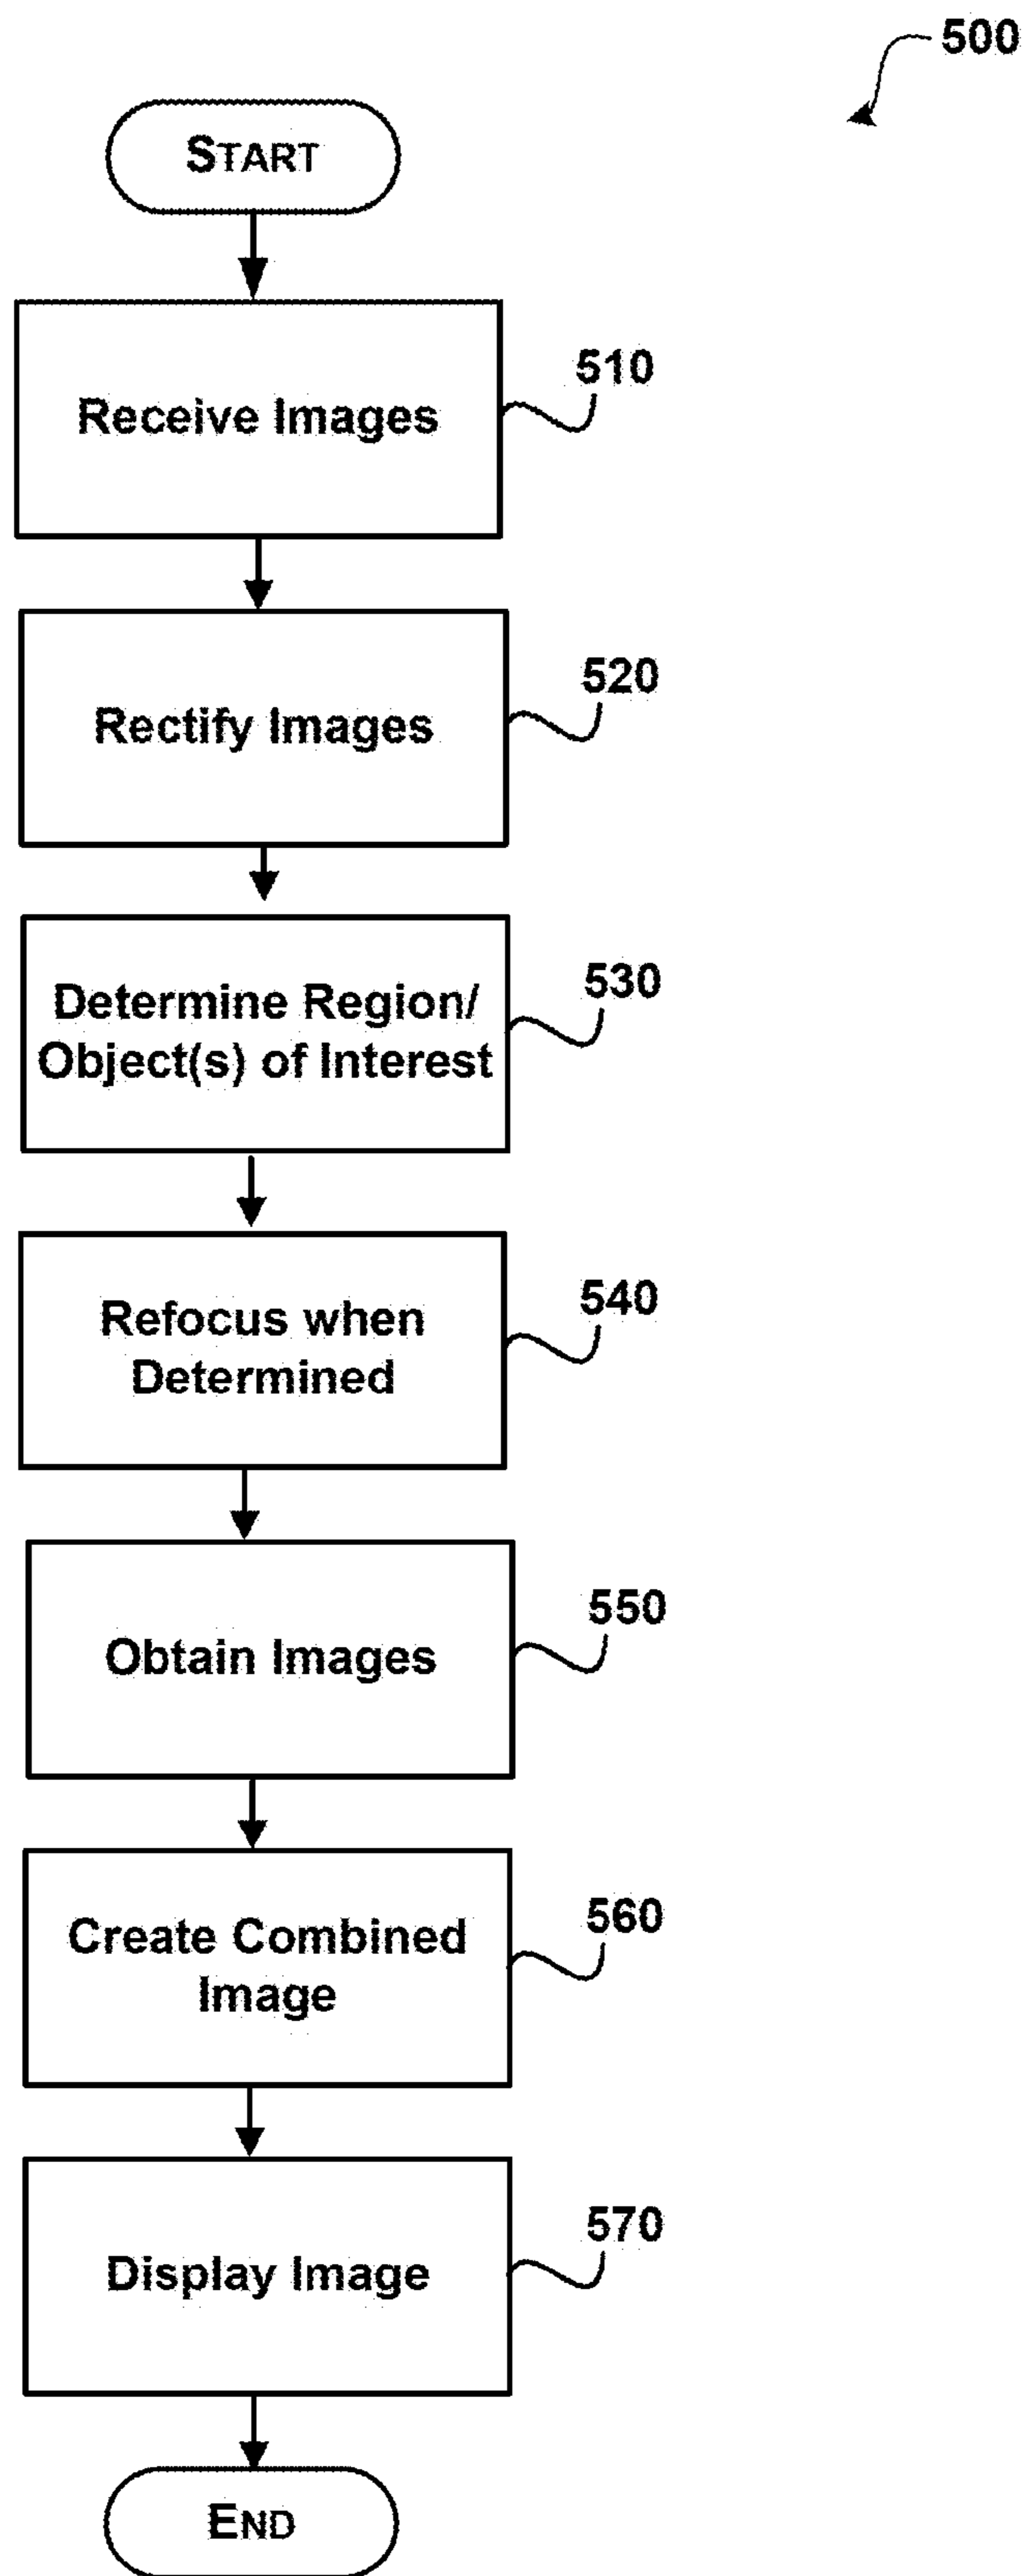 500
START
Receive Images
510
Rectify Images
520
Determine Region/
Object(s) of Interest
530
Refocus when
Determined
540
Obtain Images
550
Create Combined
Image
560
Display Image
570
END